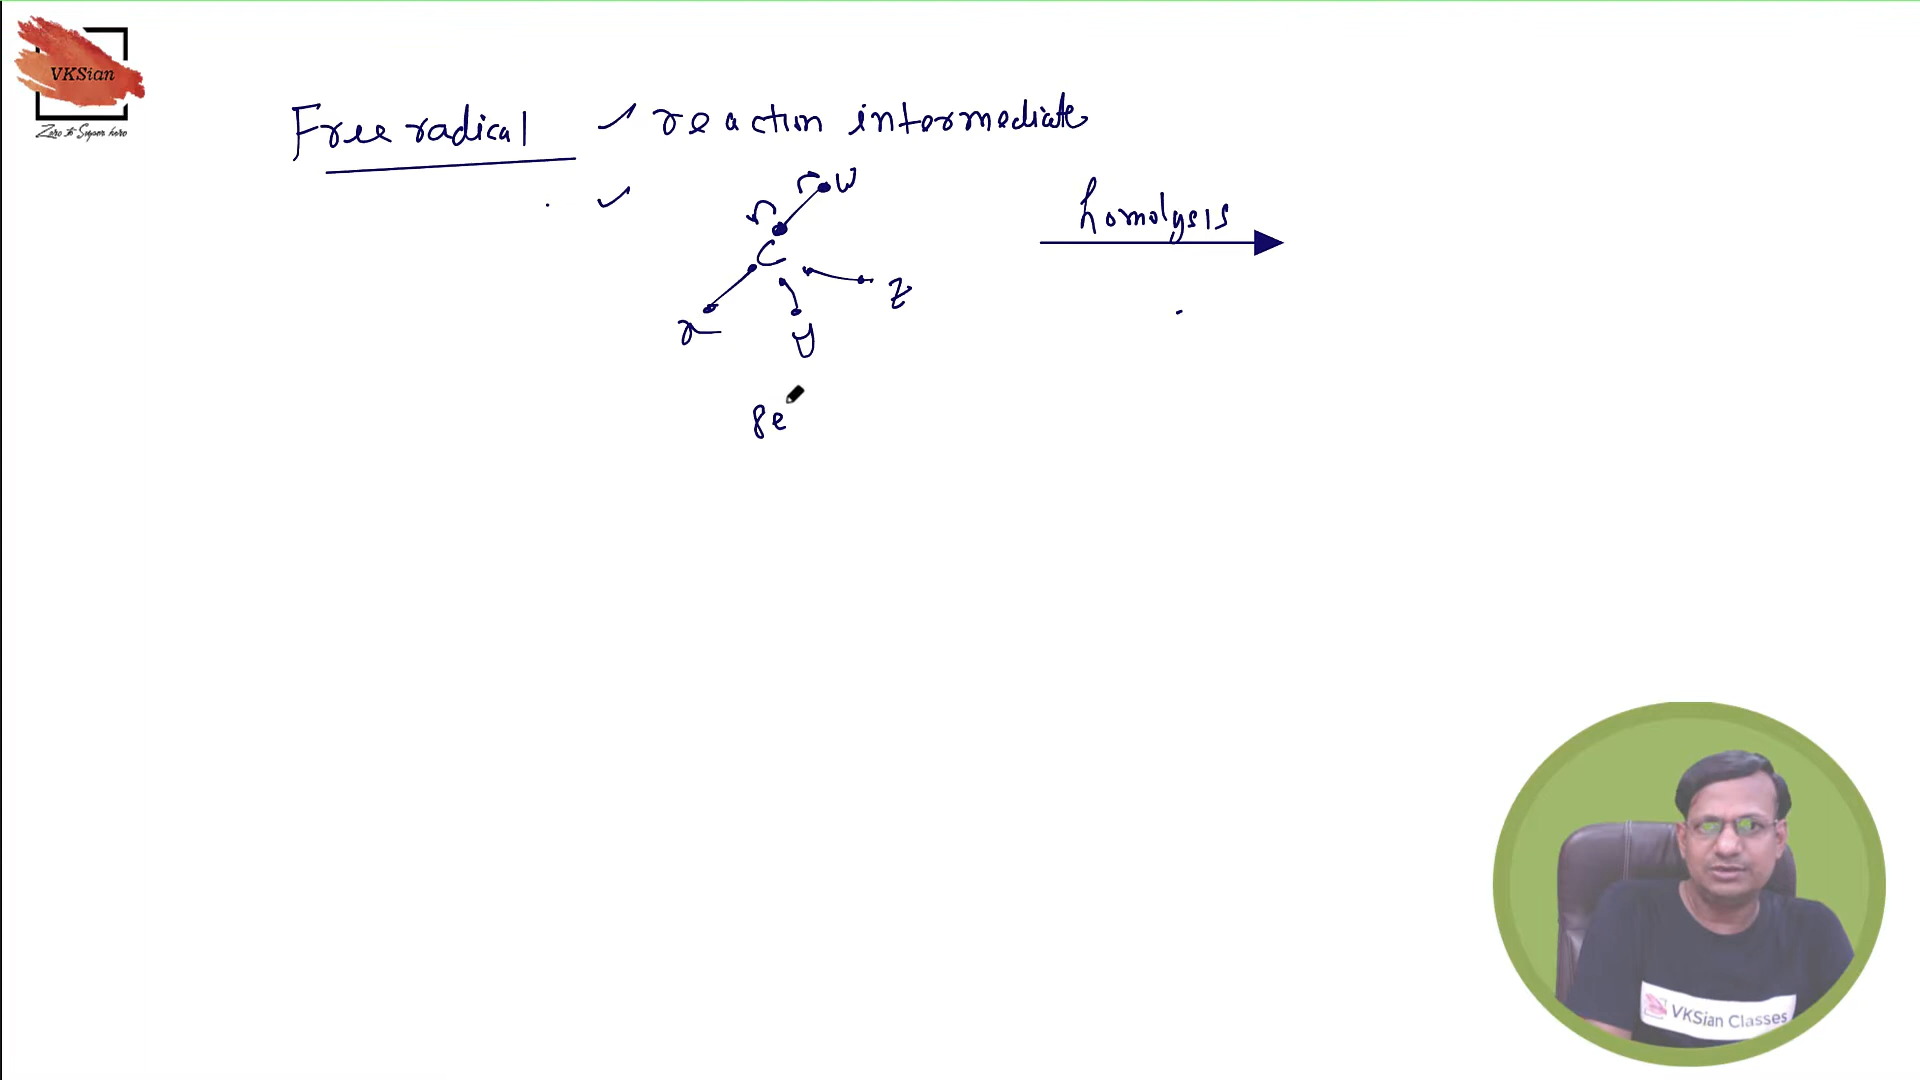 VKSian
Zero to Super hero
Free radical ✓ reaction intermediate
✓
W
homolysis
C
x
y
z
8e
VKSian Classes